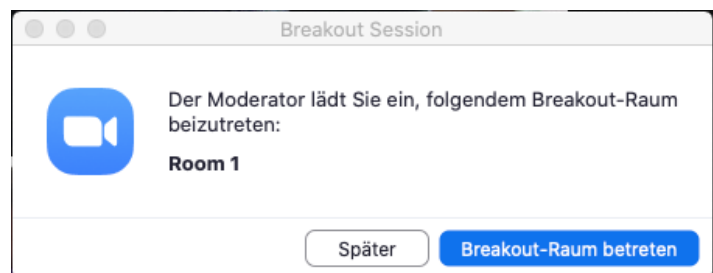 Breakout Session
Der Moderator lädt Sie ein, folgendem Breakout-Raum
beizutreten:
Room 1
Später
Breakout-Raum betreten